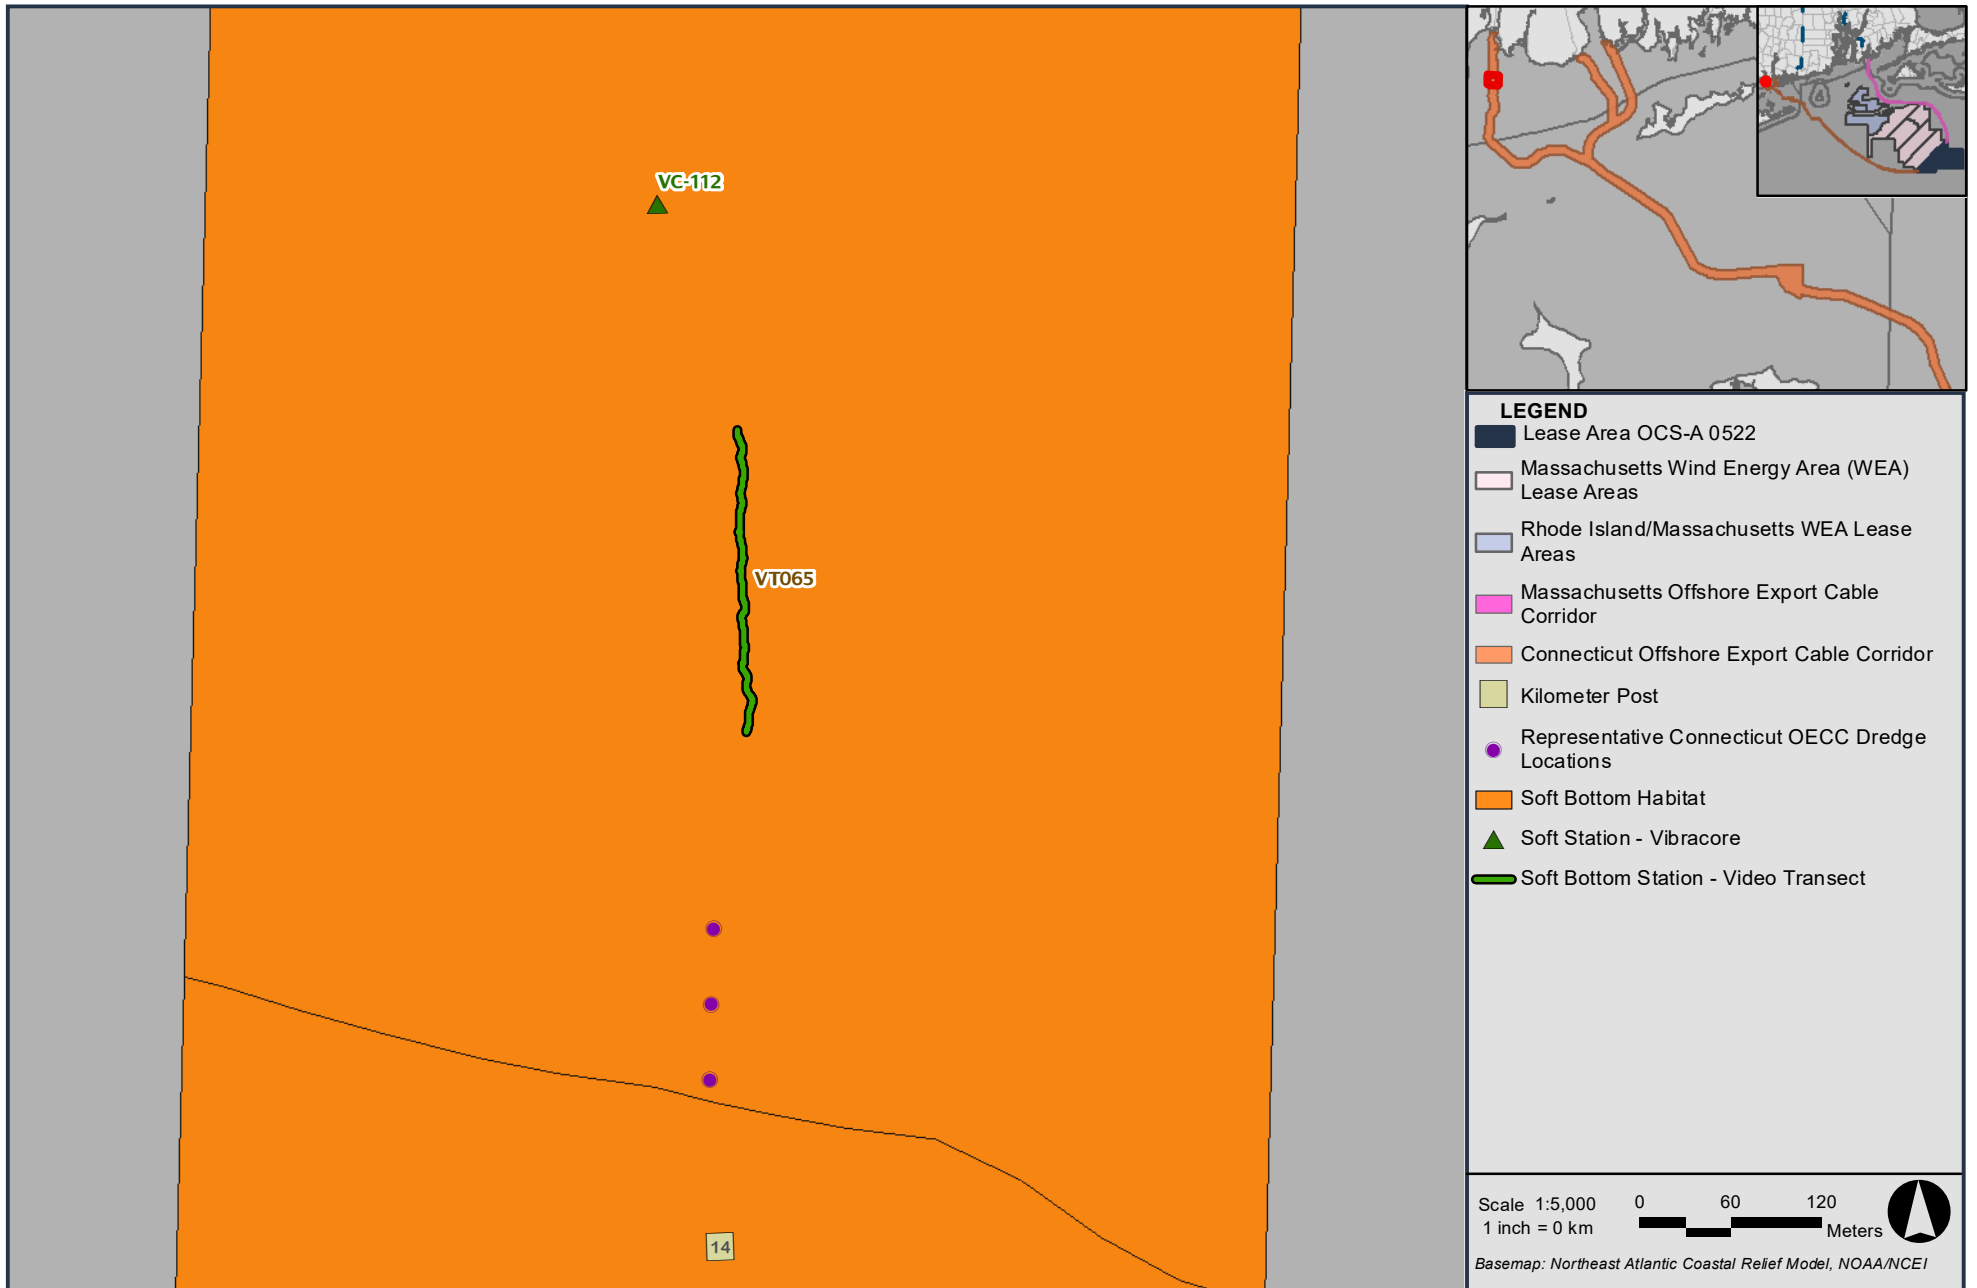 VC-112
VT065
14
LEGEND
Lease Area OCS-A 0522
Massachusetts Wind Energy Area (WEA)
Lease Areas
Rhode Island/Massachusetts WEA Lease
Areas
Massachusetts Offshore Export Cable
Corridor
Connecticut Offshore Export Cable Corridor
Kilometer Post
Representative Connecticut OECC Dredge
Locations
Soft Bottom Habitat
Soft Station - Vibracore
Soft Bottom Station - Video Transect
Scale 1:5,000
1 inch = 0 km
0 60 120
Meters
Basemap: Northeast Atlantic Coastal Relief Model, NOAA/NCEI